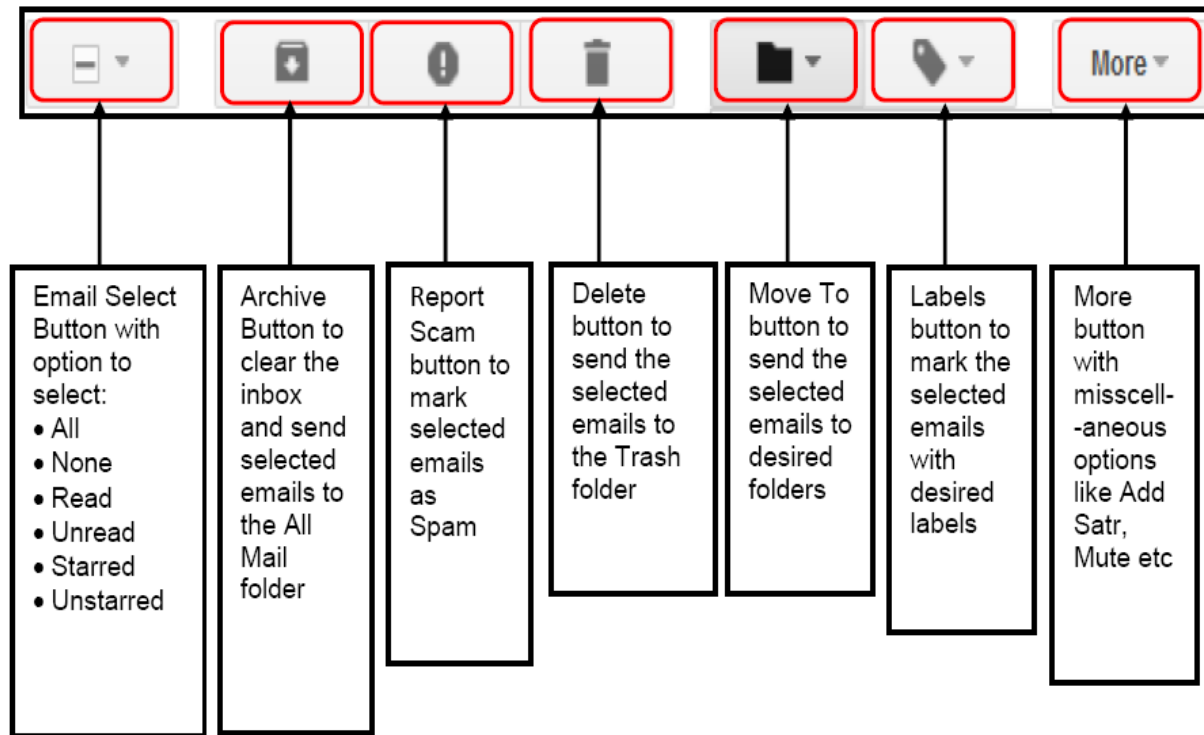 More
Email Select
Button with
option to
select:
• All
• None
• Read
• Unread
• Starred
• Unstarred
Archive
Button to
clear the
inbox
and send
selected
emails to
the All
Mail
folder
Report
Scam
button to
mark
selected
emails
as
Spam
Delete
button to
send the
selected
emails to
the Trash
folder
Move To
button to
send the
selected
emails to
desired
folders
Labels
button to
mark the
selected
emails
with
desired
labels
More
button
with
misscell-
-aneous
options
like Add
Satr,
Mute etc